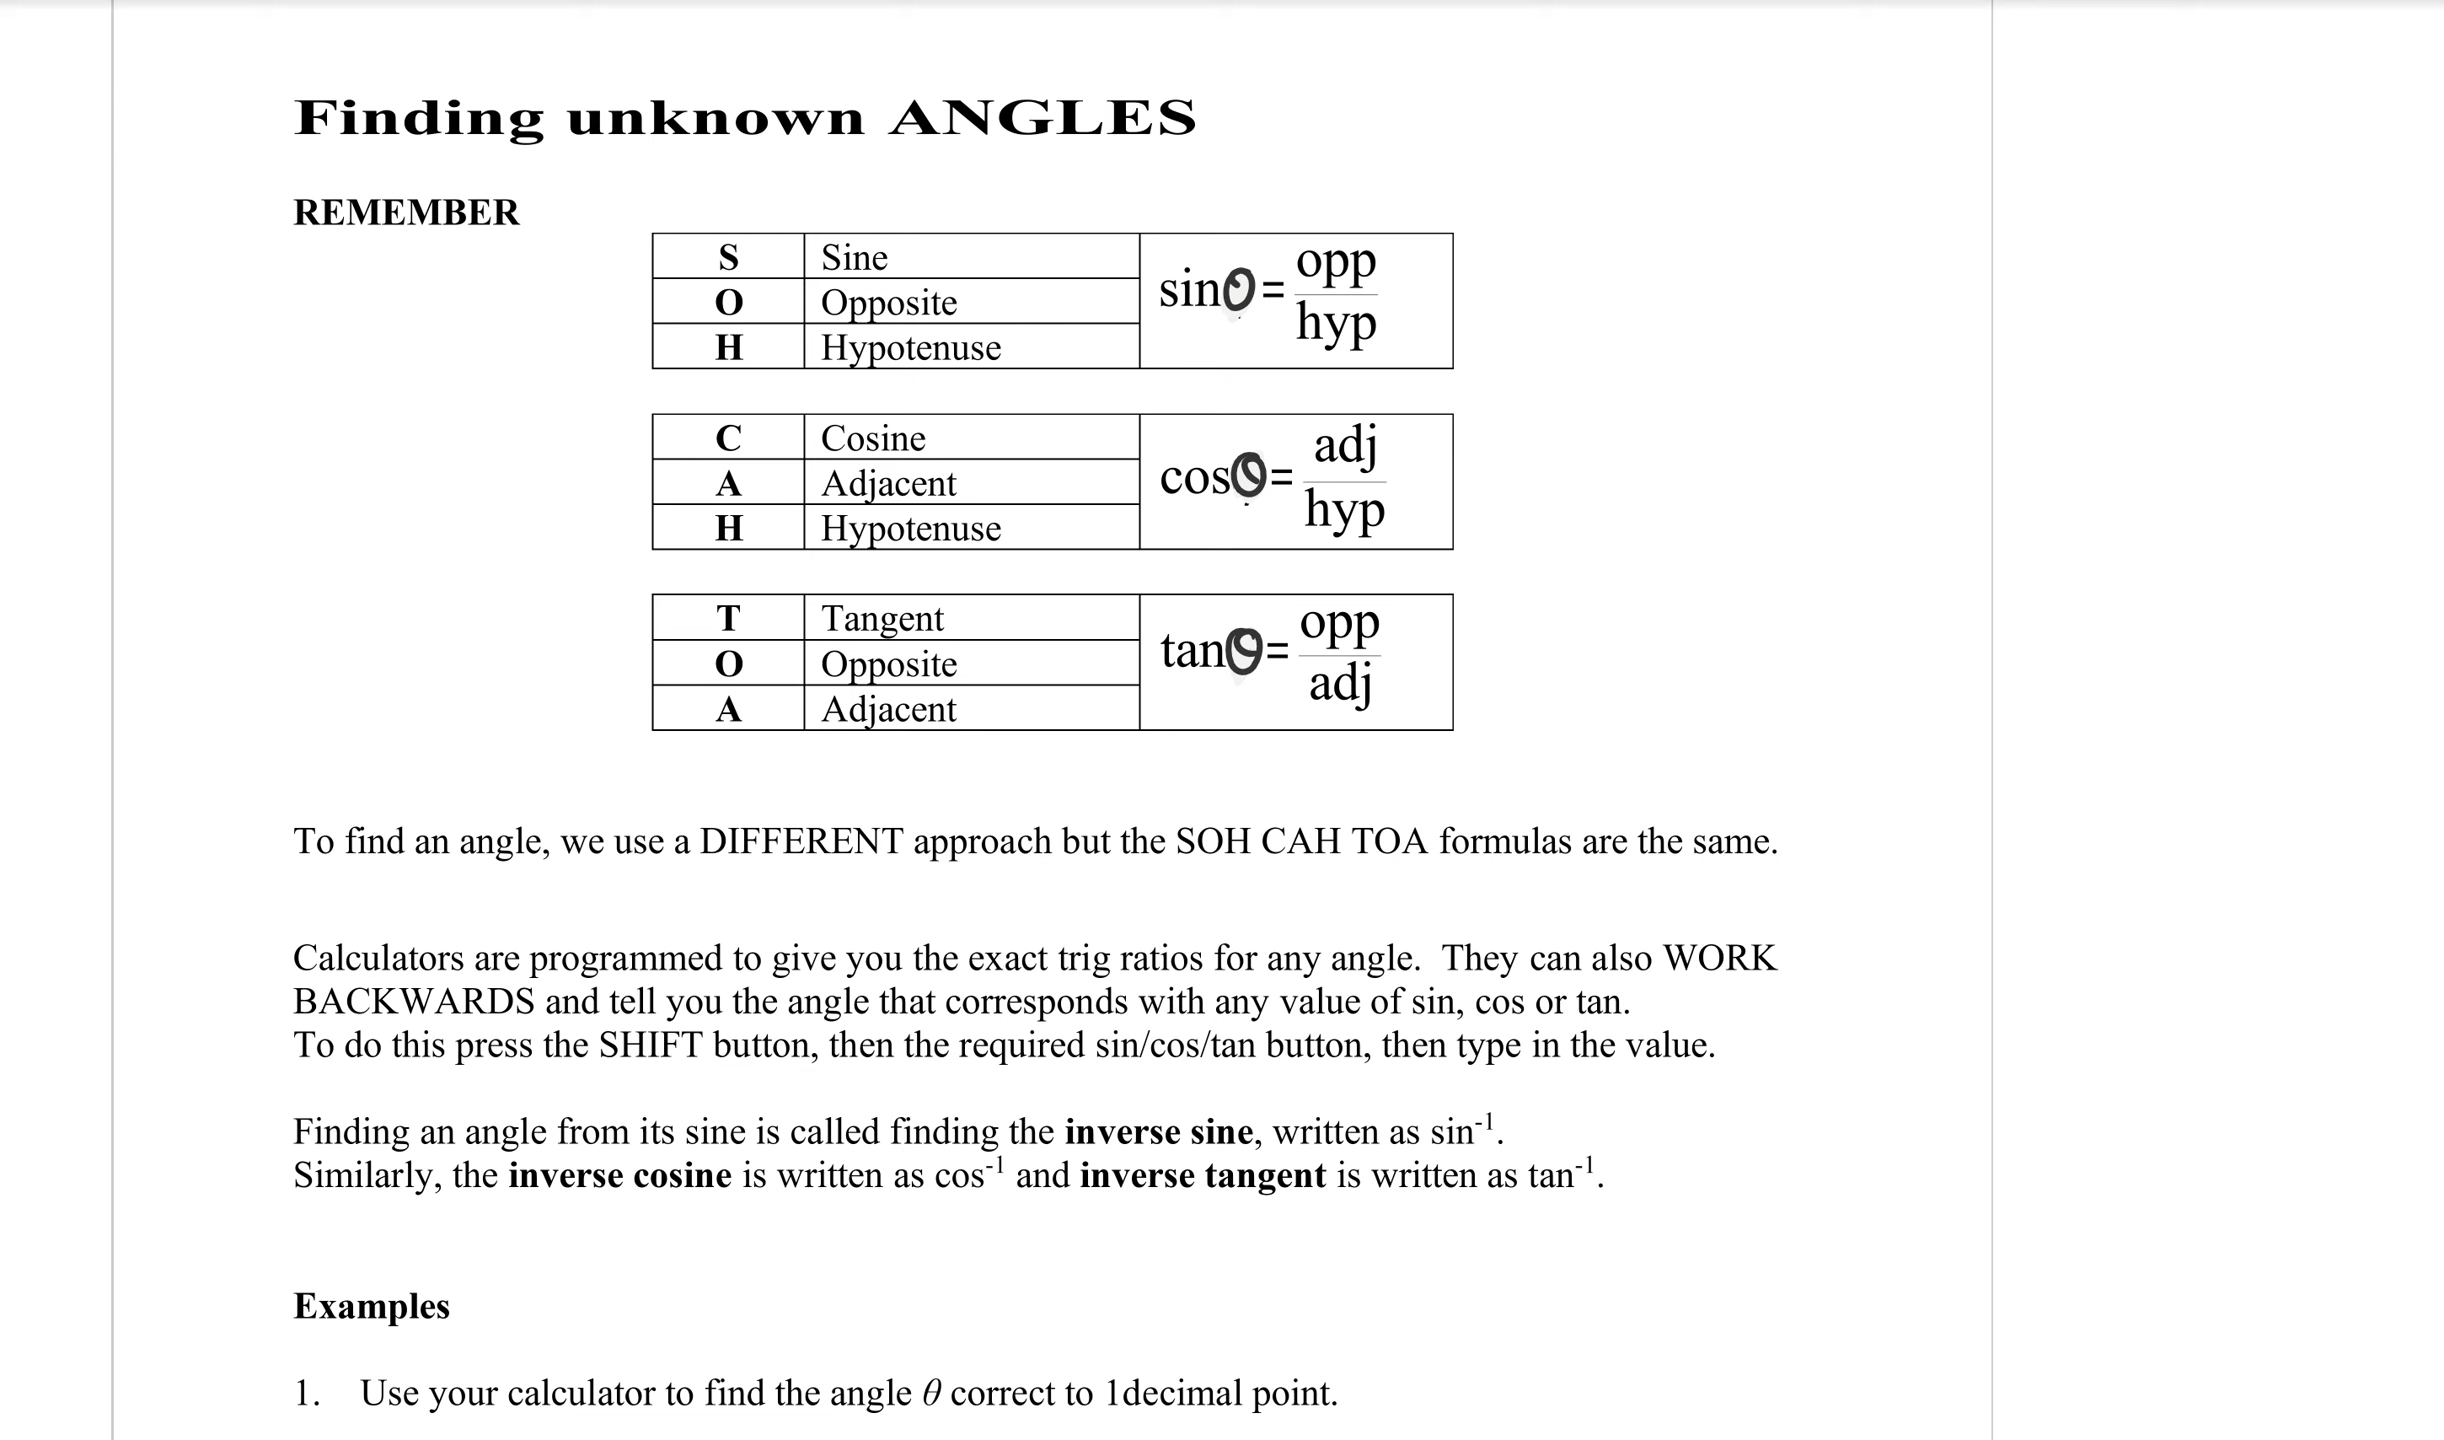 Finding unknown ANGLES
REMEMBER
S Sine
O Opposite
H Hypotenuse
sinθ = opp
hyp
C Cosine
A Adjacent
H Hypotenuse
cosθ = adj
hyp
T Tangent
O Opposite
A Adjacent
tanθ = opp
adj
To find an angle, we use a DIFFERENT approach but the SOH CAH TOA formulas are the same.
Calculators are programmed to give you the exact trig ratios for any angle. They can also WORK
BACKWARDS and tell you the angle that corresponds with any value of sin, cos or tan.
To do this press the SHIFT button, then the required sin/cos/tan button, then type in the value.
Finding an angle from its sine is called finding the inverse sine, written as sin⁻¹.
Similarly, the inverse cosine is written as cos⁻¹ and inverse tangent is written as tan⁻¹.
Examples
1. Use your calculator to find the angle θ correct to 1decimal point.